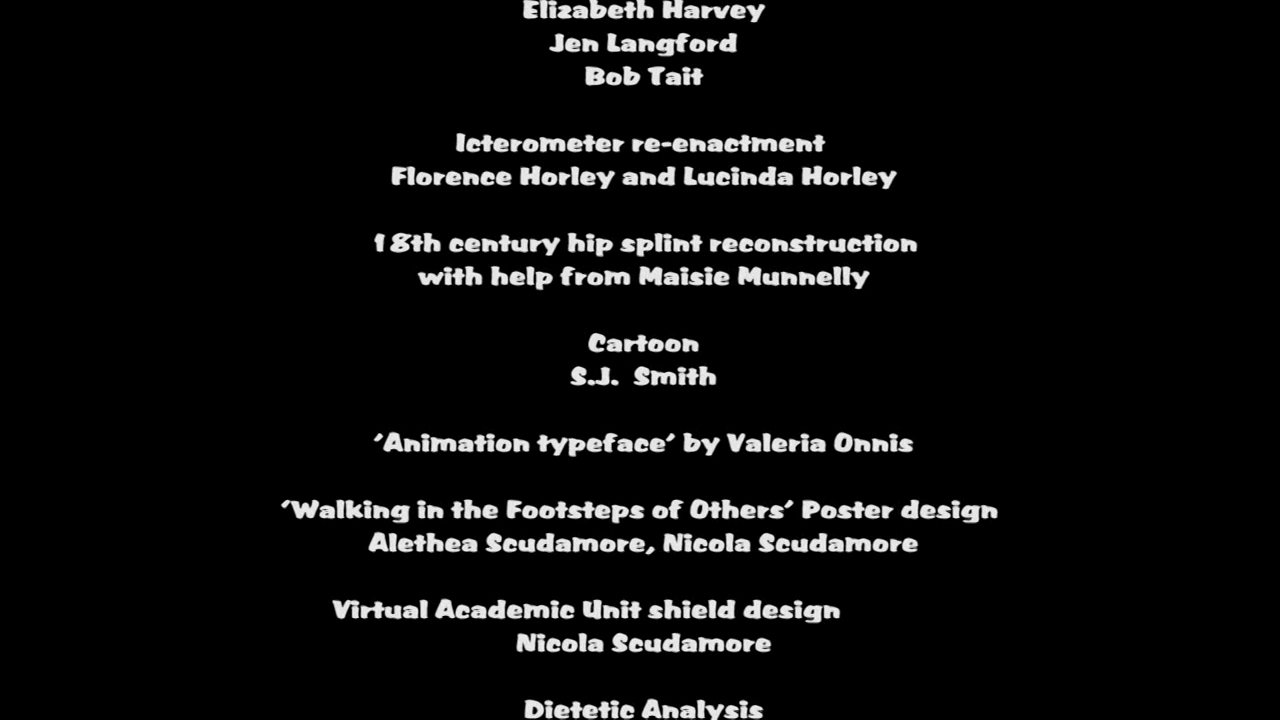 Elizabeth Harvey
Jen Langford
Bob Tait
Icterometer re-enactment
Florence Horley and Lucinda Horley
18th century hip splint reconstruction
with help from Maisie Munnelly
Cartoon
S.J. Smith
'Animation typeface' by Valeria Onnis
'Walking in the Footsteps of Others' Poster design
Alethea Scudamore, Nicola Scudamore
Virtual Academic Unit shield design
Nicola Scudamore
Dietetic Analysis